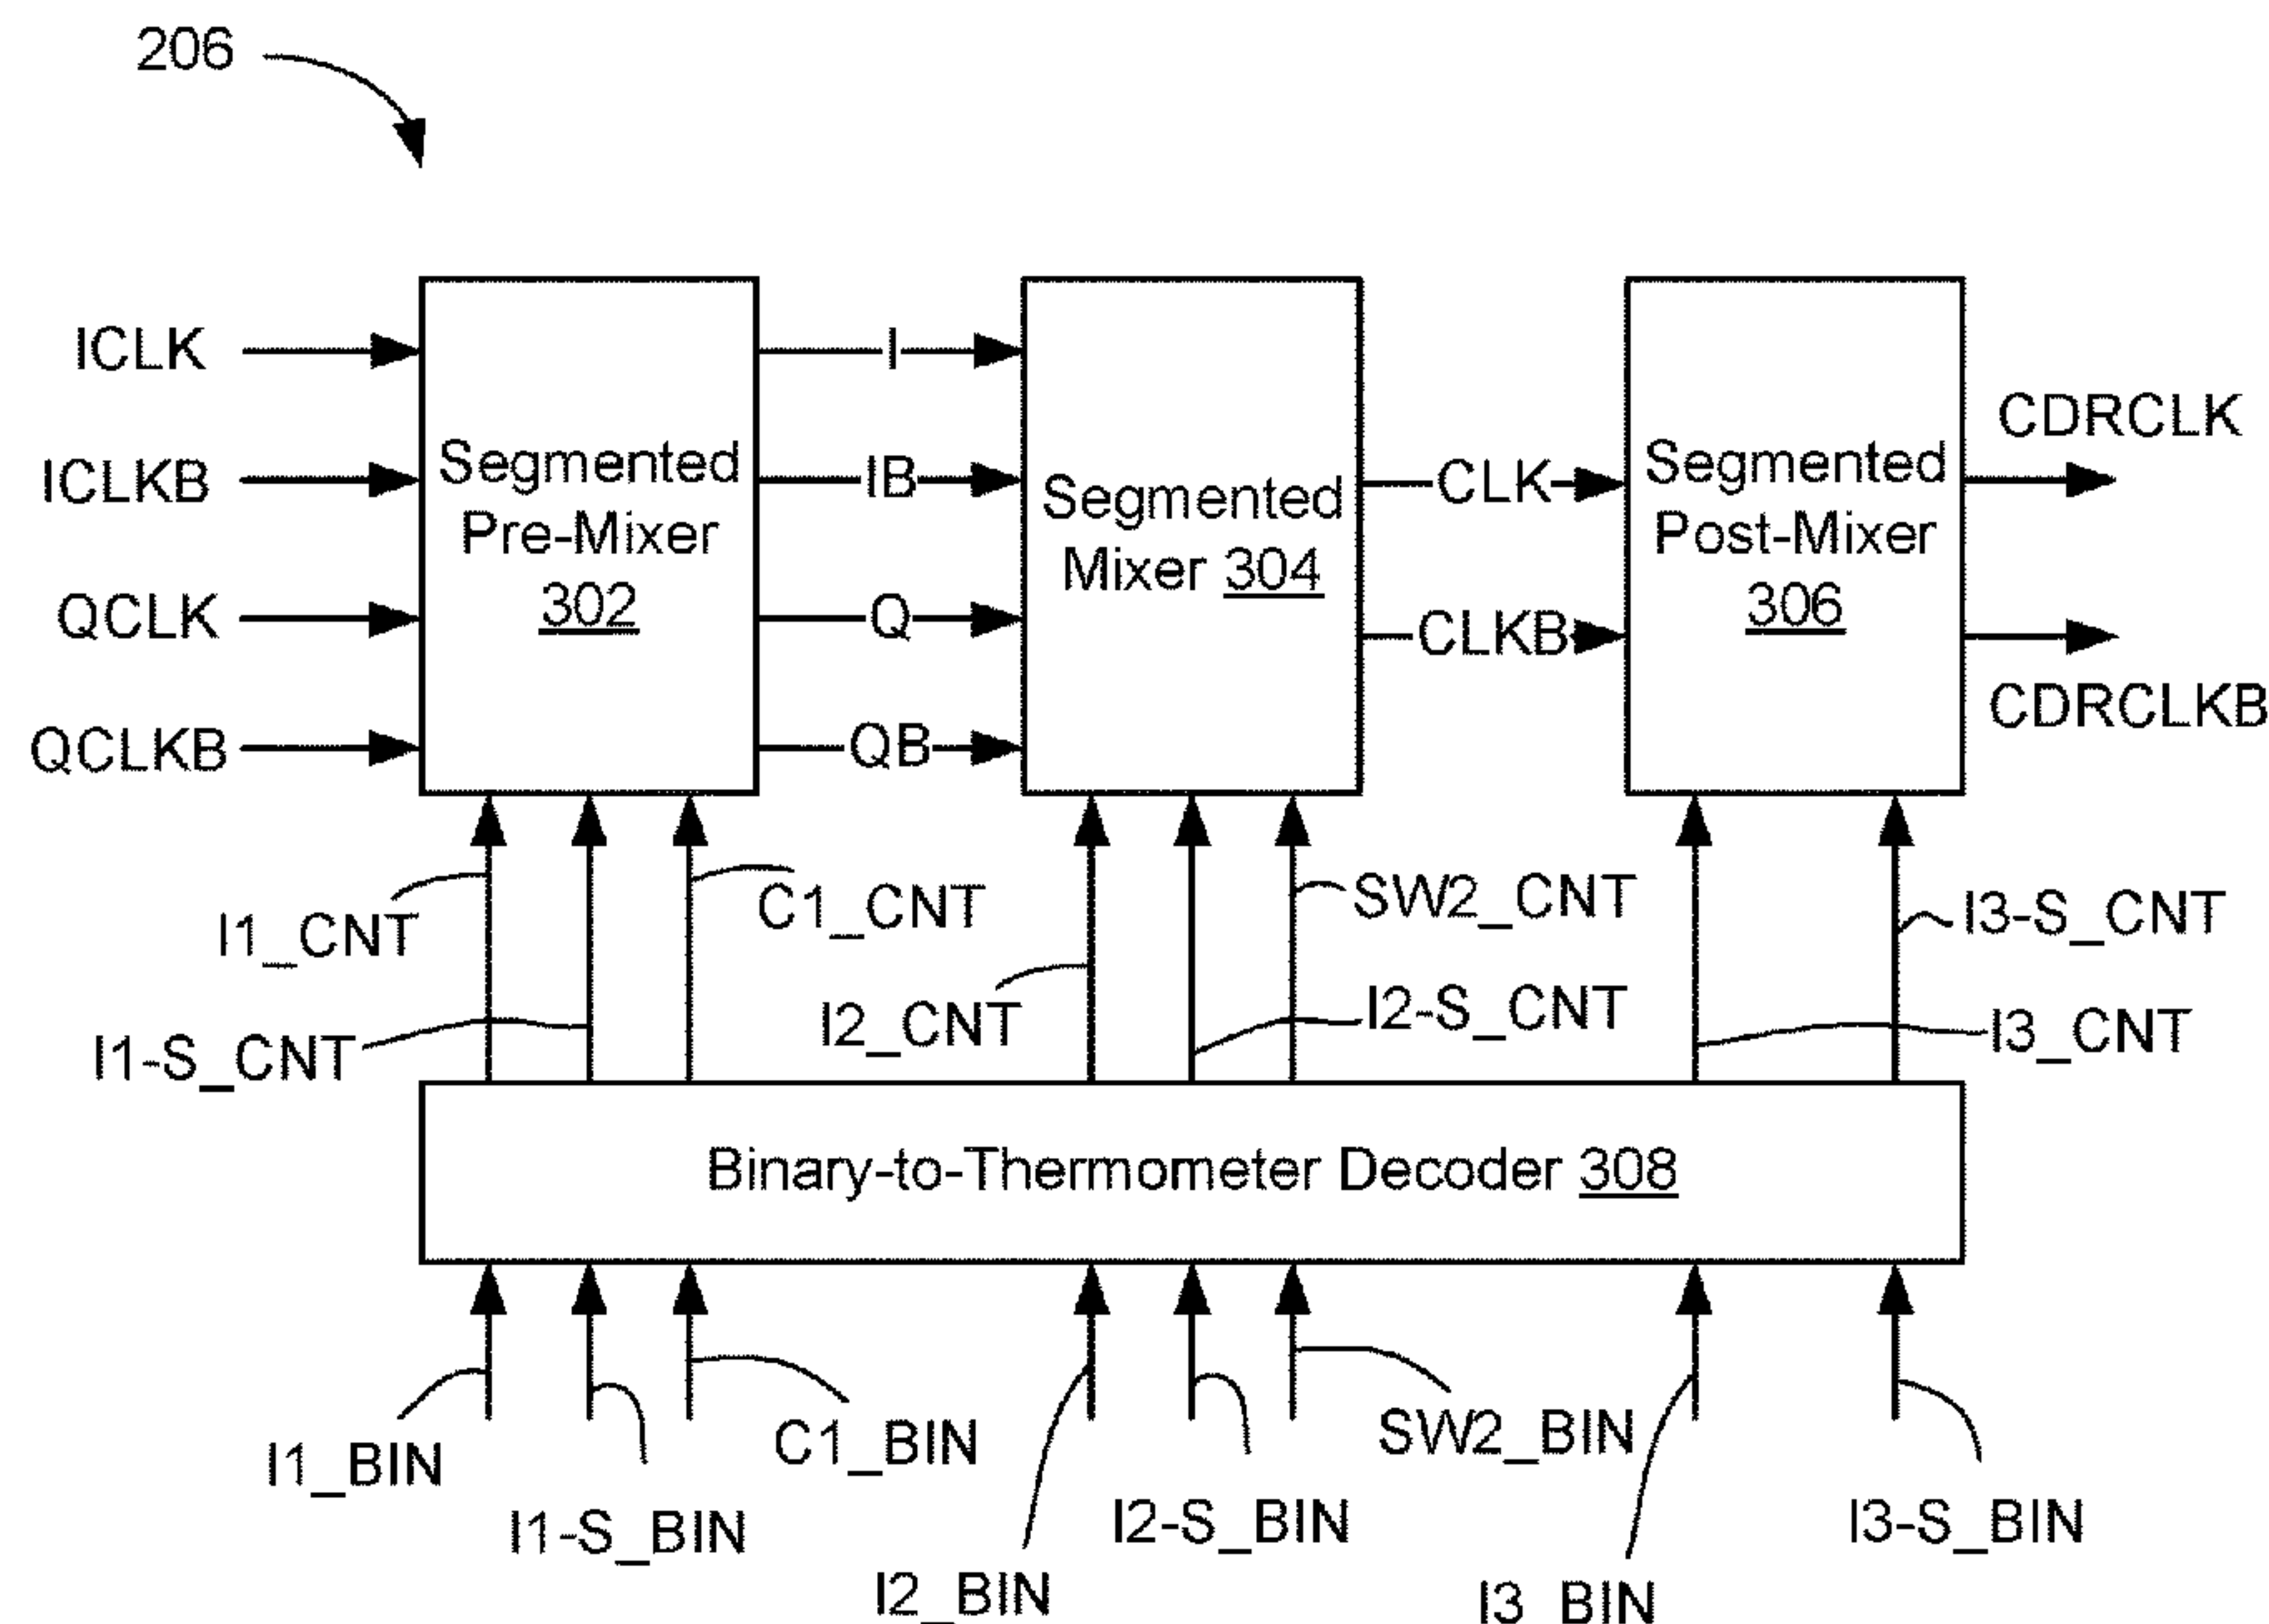 206
ICLK
ICLKB
QCLK
QCLKB
Segmented
Pre-Mixer
302
I
IB
Q
QB
Segmented
Mixer 304
CLK
CLKB
Segmented
Post-Mixer
306
CDRCLK
CDRCLKB
I1_CNT
I1-S_CNT
C1_CNT
I2_CNT
I2-S_CNT
SW2_CNT
I3-S_CNT
I3_CNT
Binary-to-Thermometer Decoder 308
I1_BIN
I1-S_BIN
C1_BIN
I2_BIN
I2-S_BIN
SW2_BIN
I3_BIN
I3-S_BIN